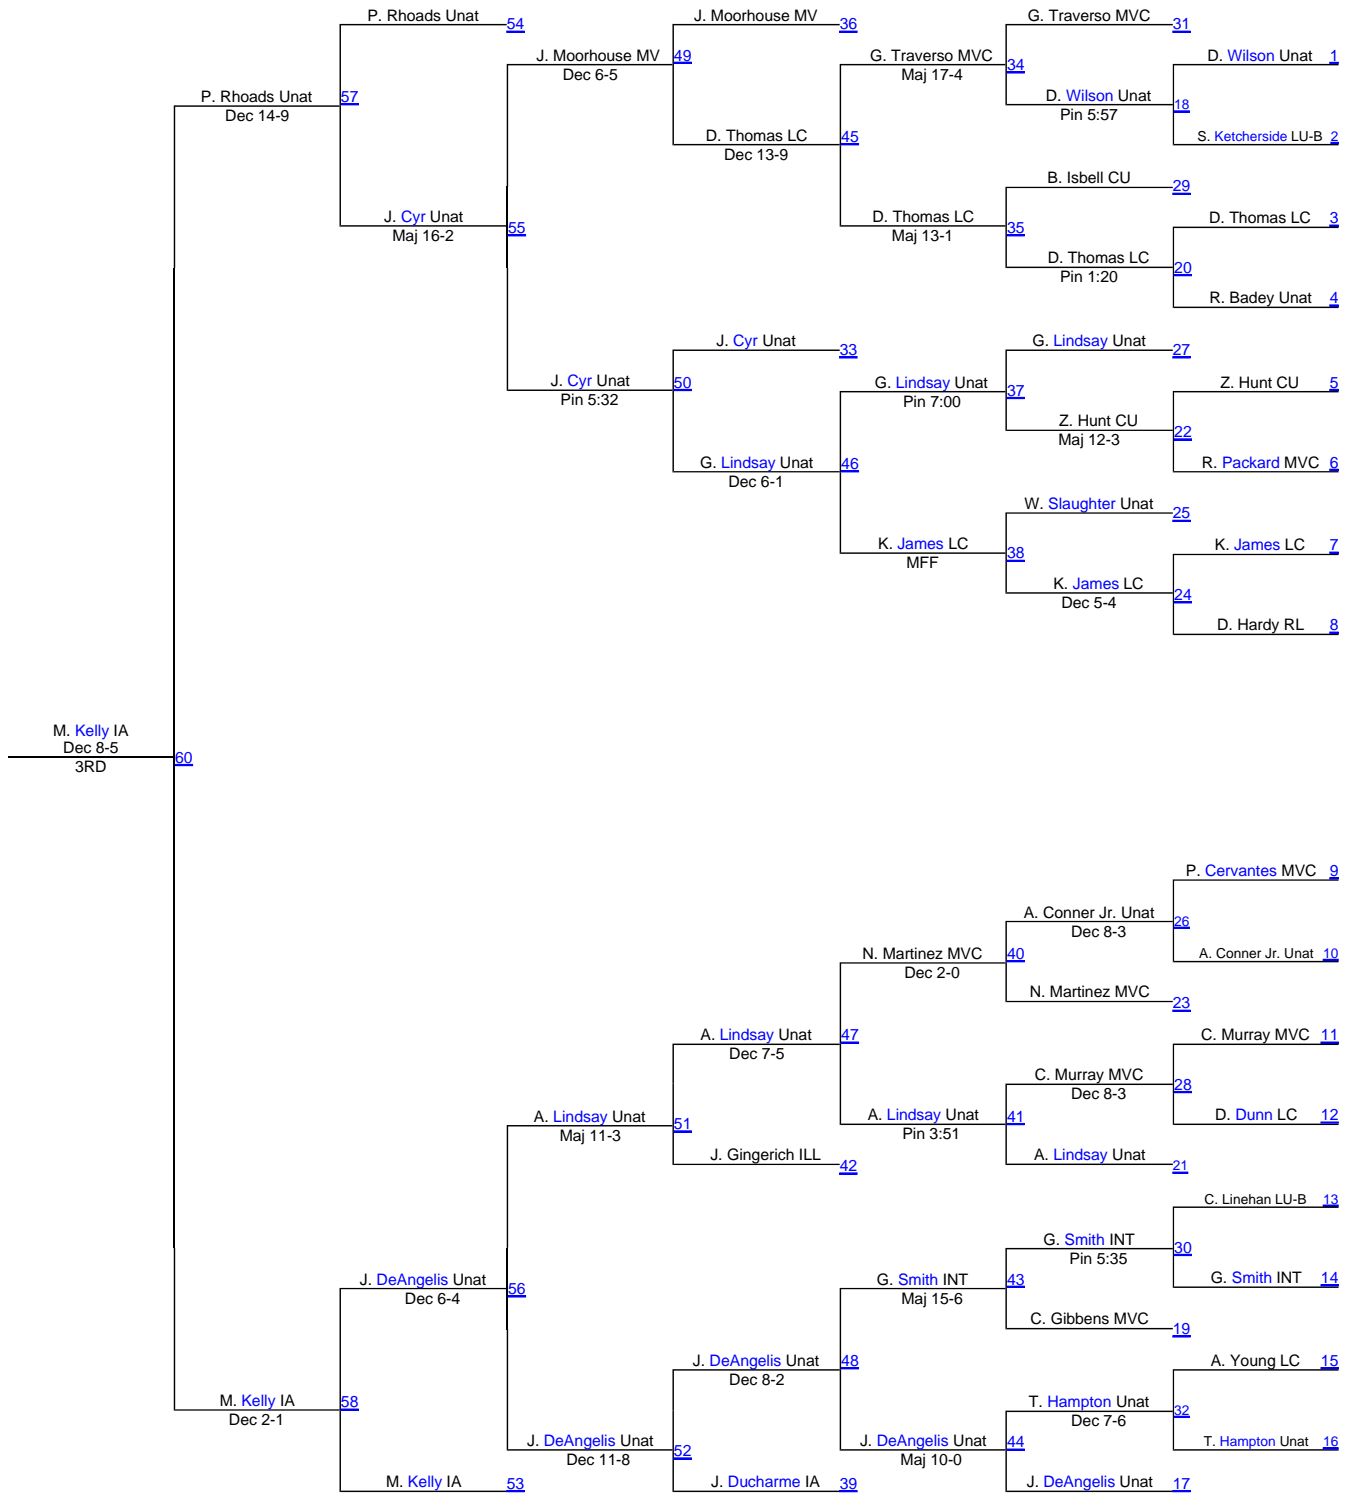 P. Rhoads Unat 54
J. Moorhouse MV 36
G. Traverso MVC 31
J. Moorhouse MV 49
Dec 6-5
G. Traverso MVC 34
Maj 17-4
D. Wilson Unat 1
P. Rhoads Unat 57
Dec 14-9
D. Wilson Unat 18
Pin 5:57
D. Thomas LC 45
Dec 13-9
S. Ketcherside LU-B 2
B. Isbell CU 29
J. Cyr Unat 55
Maj 16-2
D. Thomas LC 35
Maj 13-1
D. Thomas LC 3
D. Thomas LC 20
Pin 1:20
R. Badey Unat 4
J. Cyr Unat 33
G. Lindsay Unat 27
J. Cyr Unat 50
Pin 5:32
G. Lindsay Unat 37
Pin 7:00
Z. Hunt CU 5
Z. Hunt CU 22
Maj 12-3
G. Lindsay Unat 46
Dec 6-1
R. Packard MVC 6
W. Slaughter Unat 25
K. James LC 38
MFF
K. James LC 7
K. James LC 24
Dec 5-4
D. Hardy RL 8
M. Kelly IA
Dec 8-5
3RD
60
P. Cervantes MVC 9
A. Conner Jr. Unat 26
Dec 8-3
N. Martinez MVC 40
Dec 2-0
A. Conner Jr. Unat 10
N. Martinez MVC 23
A. Lindsay Unat 47
Dec 7-5
C. Murray MVC 11
C. Murray MVC 28
Dec 8-3
A. Lindsay Unat 51
Maj 11-3
A. Lindsay Unat 41
Pin 3:51
D. Dunn LC 12
J. Gingerich ILL 42
A. Lindsay Unat 21
C. Linehan LU-B 13
G. Smith INT 30
Pin 5:35
J. DeAngelis Unat 56
Dec 6-4
G. Smith INT 43
Maj 15-6
G. Smith INT 14
C. Gibbens MVC 19
J. DeAngelis Unat 48
Dec 8-2
A. Young LC 15
M. Kelly IA 58
Dec 2-1
T. Hampton Unat 32
Dec 7-6
J. DeAngelis Unat 52
Dec 11-8
J. DeAngelis Unat 44
Maj 10-0
T. Hampton Unat 16
M. Kelly IA 53
J. Ducharme IA 39
J. DeAngelis Unat 17